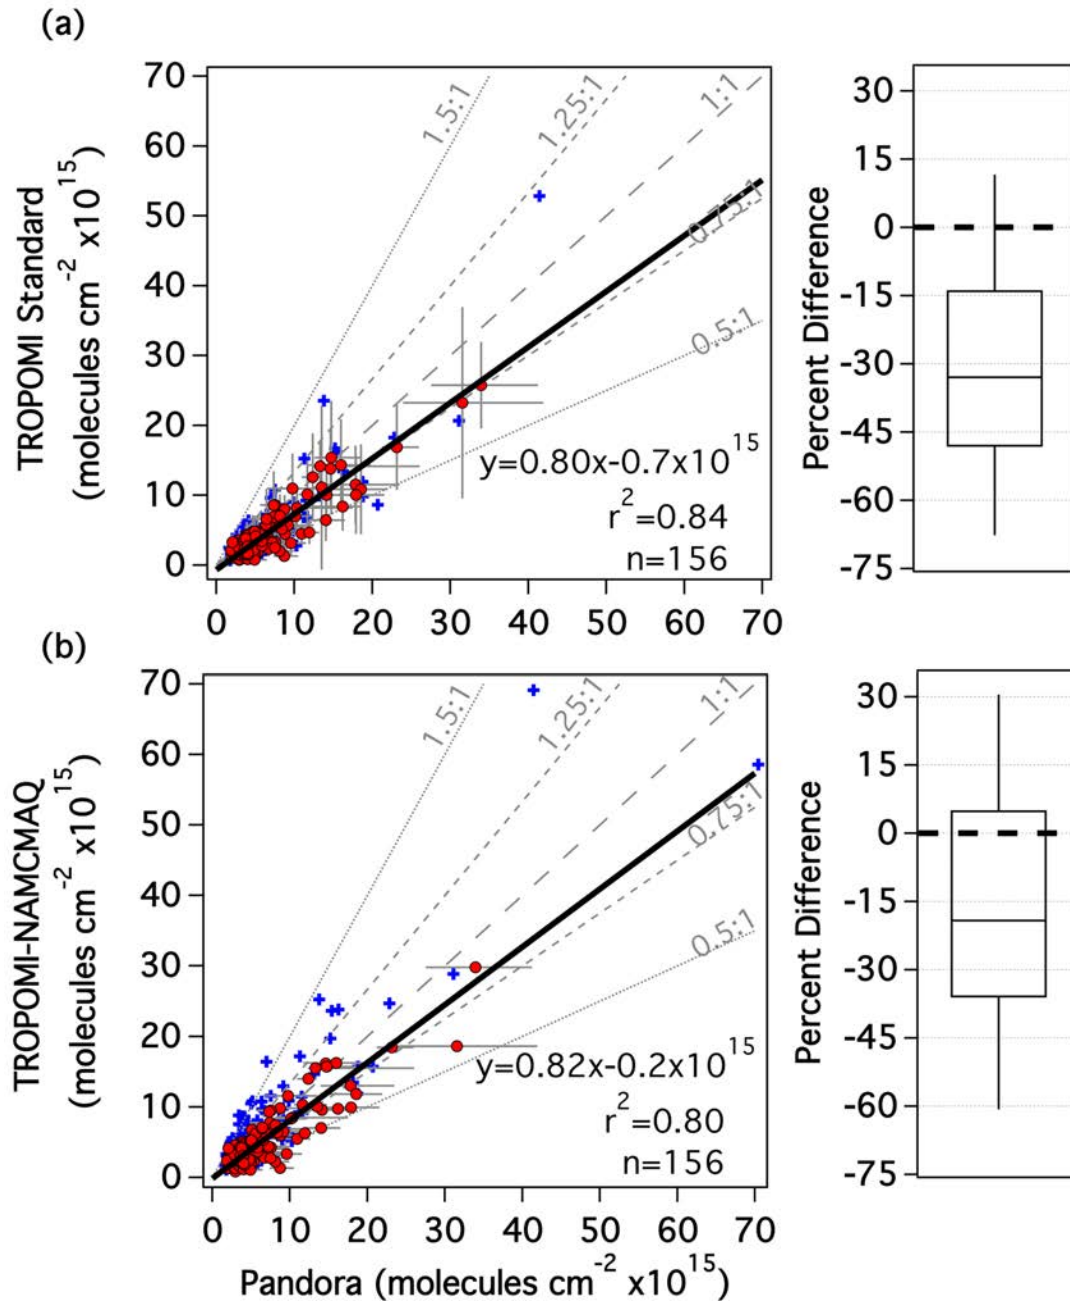 (a)
TROPOMI Standard
(molecules cm⁻² x10¹⁵)
70
60
50
40
30
20
10
0
1.5:1
1.25:1
1:1
0.75:1
0.5:1
y=0.80x-0.7x10¹⁵
r²=0.84
n=156
0 10 20 30 40 50 60 70
Percent Difference
30
15
0
-15
-30
-45
-60
-75
(b)
TROPOMI-NAMCMAQ
(molecules cm⁻² x10¹⁵)
70
60
50
40
30
20
10
0
1.5:1
1.25:1
1:1
0.75:1
0.5:1
y=0.82x-0.2x10¹⁵
r²=0.80
n=156
0 10 20 30 40 50 60 70
Pandora (molecules cm⁻² x10¹⁵)
Percent Difference
30
15
0
-15
-30
-45
-60
-75